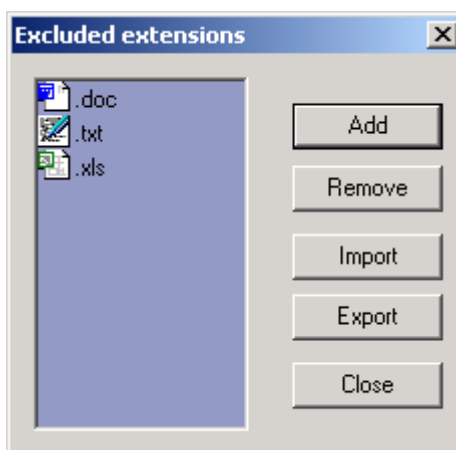 Excluded extensions
.doc
.txt
.xls
Add
Remove
Import
Export
Close